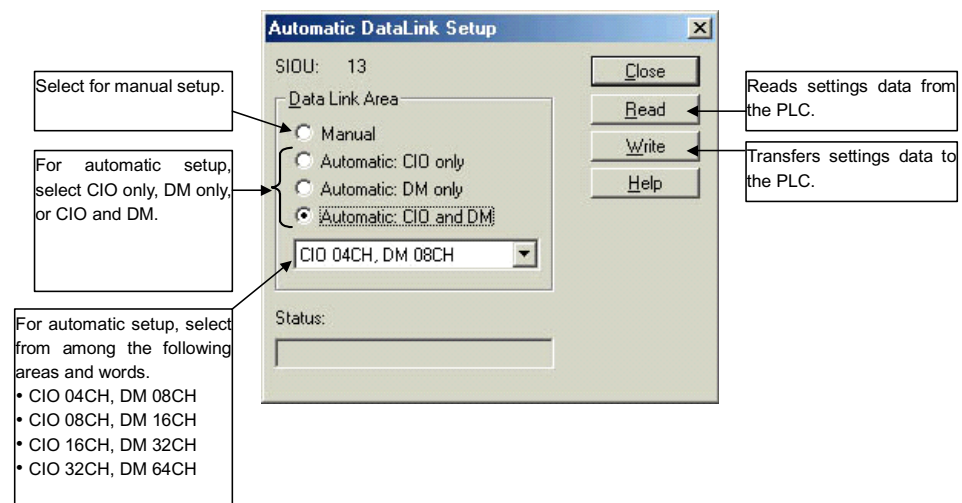 Automatic DataLink Setup
SIOU: 13
Close
Data Link Area
Read
Manual
Write
Automatic: CIO only
Automatic: DM only
Help
Automatic: CIO and DM
CIO 04CH, DM 08CH
Status:
Select for manual setup.
For automatic setup,
select CIO only, DM only,
or CIO and DM.
For automatic setup, select
from among the following
areas and words.
• CIO 04CH, DM 08CH
• CIO 08CH, DM 16CH
• CIO 16CH, DM 32CH
• CIO 32CH, DM 64CH
Reads settings data from
the PLC.
Transfers settings data to
the PLC.